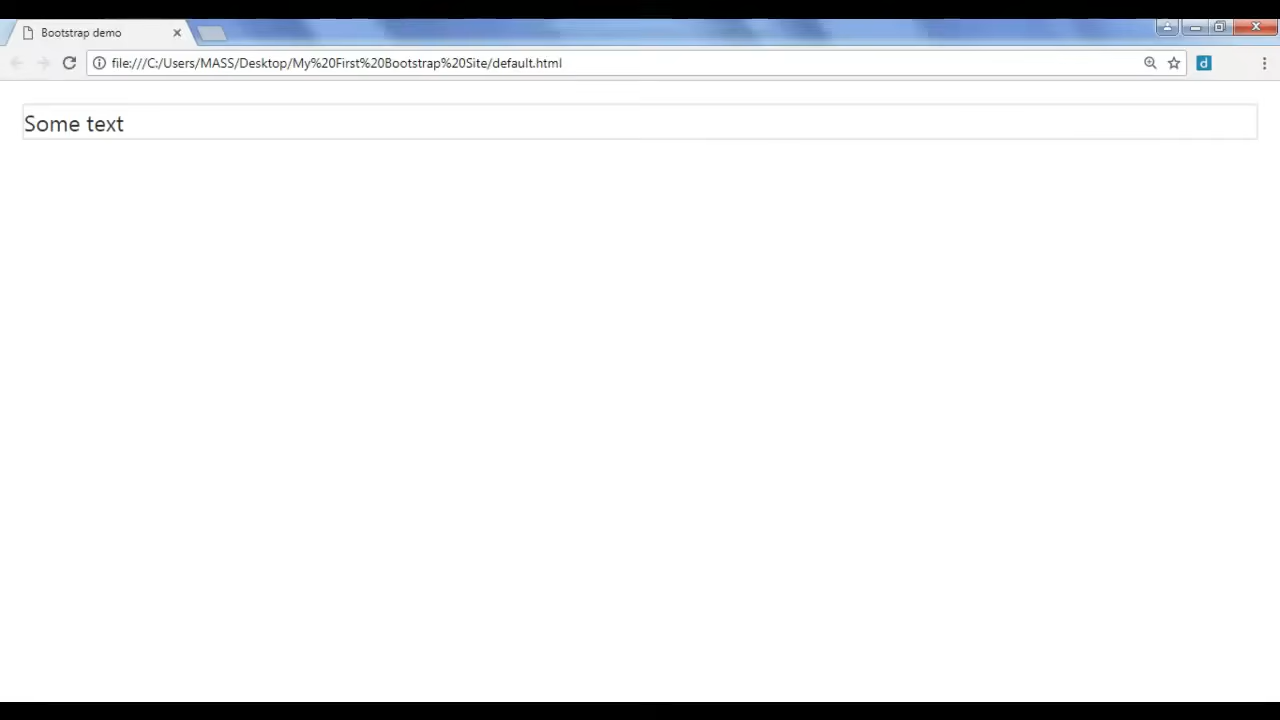 Bootstrap demo
file:///C:/Users/MASS/Desktop/My%20First%20Bootstrap%20Site/default.html
d
Some text